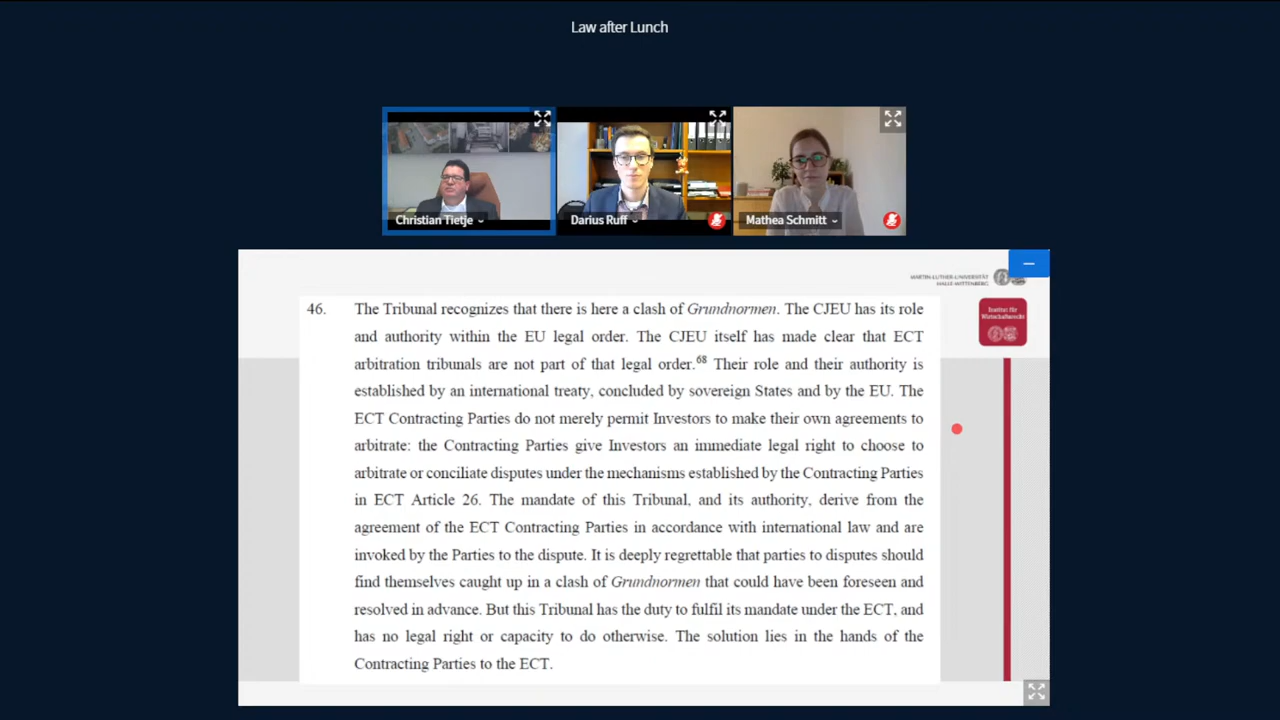 Law after Lunch
Christian Tietje
Darius Ruff
Mathea Schmitt
MARTIN-LUTHER-UNIVERSITÄT
HALLE-WITTENBERG
Institut für
Wirtschaftsrecht
46. The Tribunal recognizes that there is here a clash of Grundnormen. The CJEU has its role
and authority within the EU legal order. The CJEU itself has made clear that ECT
arbitration tribunals are not part of that legal order.68 Their role and their authority is
established by an international treaty, concluded by sovereign States and by the EU. The
ECT Contracting Parties do not merely permit Investors to make their own agreements to
arbitrate: the Contracting Parties give Investors an immediate legal right to choose to
arbitrate or conciliate disputes under the mechanisms established by the Contracting Parties
in ECT Article 26. The mandate of this Tribunal, and its authority, derive from the
agreement of the ECT Contracting Parties in accordance with international law and are
invoked by the Parties to the dispute. It is deeply regrettable that parties to disputes should
find themselves caught up in a clash of Grundnormen that could have been foreseen and
resolved in advance. But this Tribunal has the duty to fulfil its mandate under the ECT, and
has no legal right or capacity to do otherwise. The solution lies in the hands of the
Contracting Parties to the ECT.